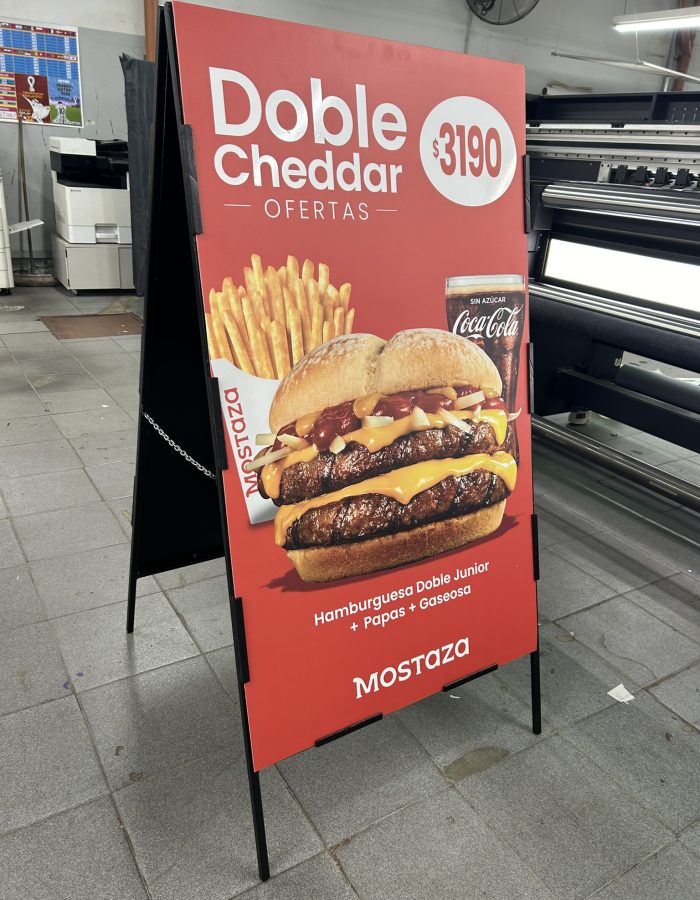 Doble
Cheddar
OFERTAS
$3190
SIN AZÚCAR
Coca-Cola
MOSTAZA
Hamburguesa Doble Junior
+ Papas + Gaseosa
MOSTAZA